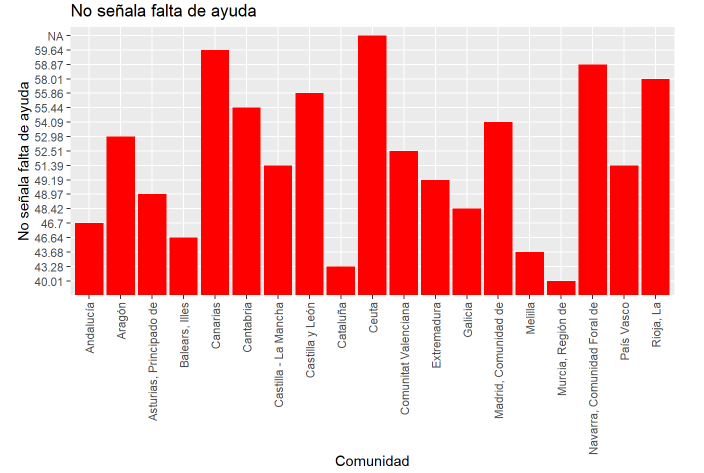 No señala falta de ayuda
No señala falta de ayuda
NA
59.64
58.87
58.01
55.86
55.44
54.09
52.98
52.51
51.39
49.19
48.97
48.42
46.7
46.64
43.68
43.28
40.01
Andalucía
Aragón
Asturias, Principado de
Balears, Illes
Canarias
Cantabria
Castilla - La Mancha
Castilla y León
Cataluña
Ceuta
Comunitat Valenciana
Extremadura
Galicia
Madrid, Comunidad de
Melilla
Murcia, Región de
Navarra, Comunidad Foral de
País Vasco
Rioja, La
Comunidad